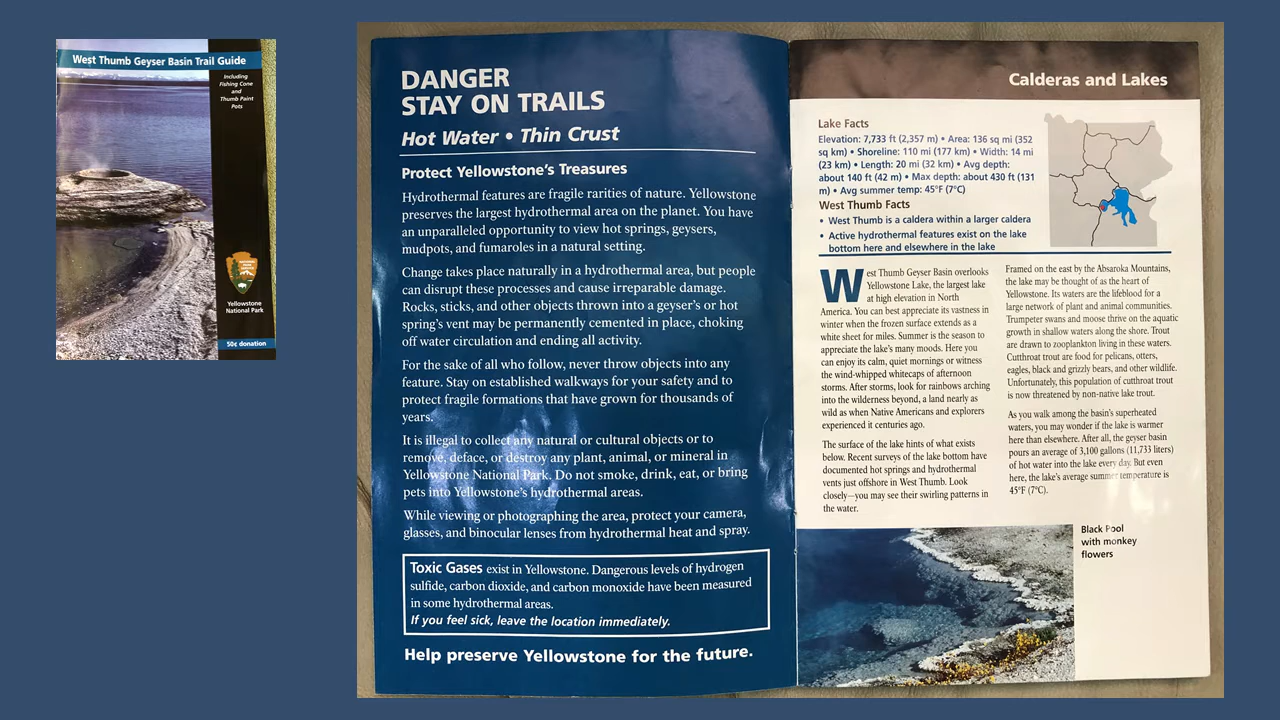 West Thumb Geyser Basin Trail Guide
Including
Fishing Cone
and
Thumb Paint
Pots
Yellowstone
National Park
50¢ donation
DANGER
STAY ON TRAILS
Hot Water • Thin Crust
Protect Yellowstone's Treasures
Hydrothermal features are fragile rarities of nature. Yellowstone
preserves the largest hydrothermal area on the planet. You have
an unparalleled opportunity to view hot springs, geysers,
mudpots, and fumaroles in a natural setting.
Change takes place naturally in a hydrothermal area, but people
can disrupt these processes and cause irreparable damage.
Rocks, sticks, and other objects thrown into a geyser's or hot
spring's vent may be permanently cemented in place, choking
off water circulation and ending all activity.
For the sake of all who follow, never throw objects into any
feature. Stay on established walkways for your safety and to
protect fragile formations that have grown for thousands of
years.
It is illegal to collect any natural or cultural objects or to
remove, deface, or destroy any plant, animal, or mineral in
Yellowstone National Park. Do not smoke, drink, eat, or bring
pets into Yellowstone's hydrothermal areas.
While viewing or photographing the area, protect your camera,
glasses, and binocular lenses from hydrothermal heat and spray.
Toxic Gases exist in Yellowstone. Dangerous levels of hydrogen
sulfide, carbon dioxide, and carbon monoxide have been measured
in some hydrothermal areas.
If you feel sick, leave the location immediately.
Help preserve Yellowstone for the future.
Calderas and Lakes
Lake Facts
Elevation: 7,733 ft (2,357 m) • Area: 136 sq mi (352
sq km) • Shoreline: 110 mi (177 km) • Width: 14 mi
(23 km) • Length: 20 mi (32 km) • Avg depth:
about 140 ft (42 m) • Max depth: about 430 ft (131
m) • Avg summer temp: 45°F (7°C)
West Thumb Facts
• West Thumb is a caldera within a larger caldera
• Active hydrothermal features exist on the lake
bottom here and elsewhere in the lake
West Thumb Geyser Basin overlooks
Yellowstone Lake, the largest lake
at high elevation in North
America. You can best appreciate its vastness in
winter when the frozen surface extends as a
white sheet for miles. Summer is the season to
appreciate the lake's many moods. Here you
can enjoy its calm, quiet mornings or witness
the wind-whipped whitecaps of afternoon
storms. After storms, look for rainbows arching
into the wilderness beyond, a land nearly as
wild as when Native Americans and explorers
experienced it centuries ago.
The surface of the lake hints of what exists
below. Recent surveys of the lake bottom have
documented hot springs and hydrothermal
vents just offshore in West Thumb. Look
closely—you may see their swirling patterns in
the water.
Framed on the east by the Absaroka Mountains,
the lake may be thought of as the heart of
Yellowstone. Its waters are the lifeblood for a
large network of plant and animal communities.
Trumpeter swans and moose thrive on the aquatic
growth in shallow waters along the shore. Trout
are drawn to zooplankton living in these waters.
Cutthroat trout are food for pelicans, otters,
eagles, black and grizzly bears, and other wildlife.
Unfortunately, this population of cutthroat trout
is now threatened by non-native lake trout.
As you walk among the basin's superheated
waters, you may wonder if the lake is warmer
here than elsewhere. After all, the geyser basin
pours an average of 3,100 gallons (11,733 liters)
of hot water into the lake every day. But even
here, the lake's average summer temperature is
45°F (7°C).
Black Pool
with monkey
flowers